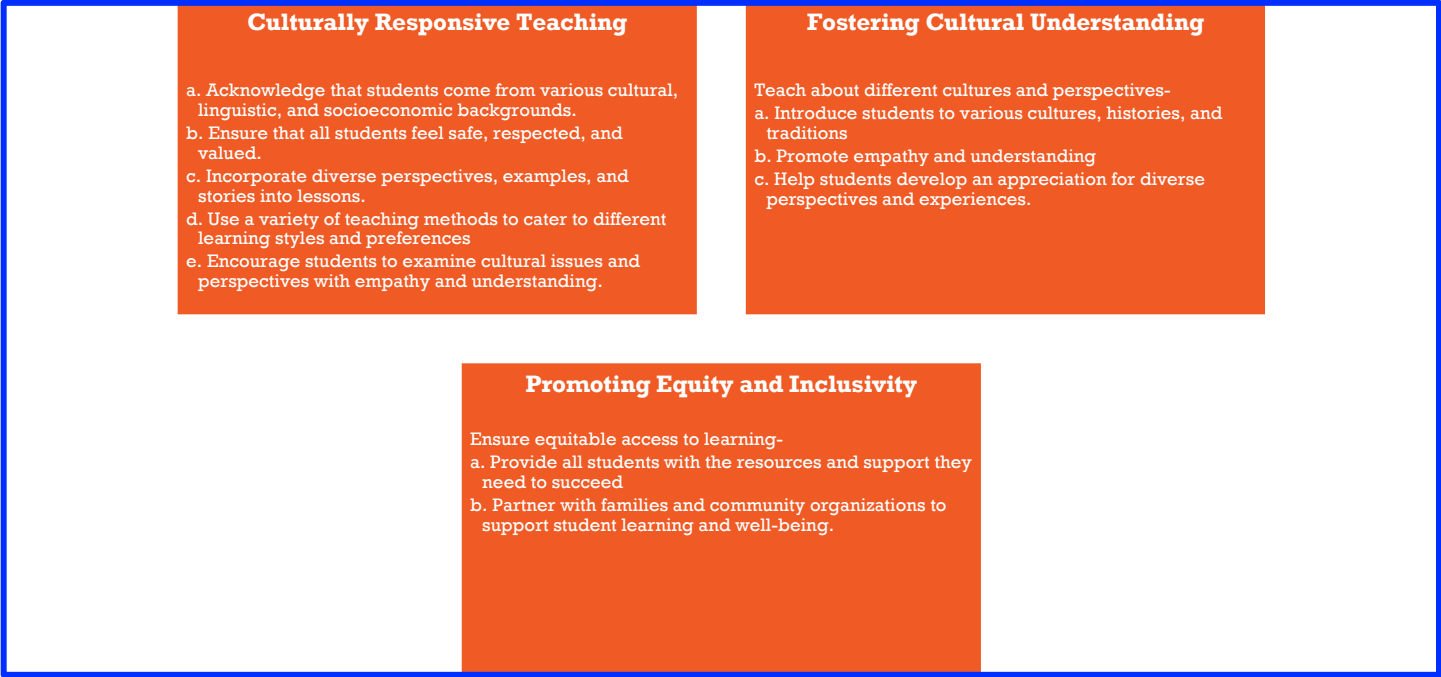 Culturally Responsive Teaching
a. Acknowledge that students come from various cultural,
linguistic, and socioeconomic backgrounds.
b. Ensure that all students feel safe, respected, and
valued.
c. Incorporate diverse perspectives, examples, and
stories into lessons.
d. Use a variety of teaching methods to cater to different
learning styles and preferences
e. Encourage students to examine cultural issues and
perspectives with empathy and understanding.
Fostering Cultural Understanding
Teach about different cultures and perspectives-
a. Introduce students to various cultures, histories, and
traditions
b. Promote empathy and understanding
c. Help students develop an appreciation for diverse
perspectives and experiences.
Promoting Equity and Inclusivity
Ensure equitable access to learning-
a. Provide all students with the resources and support they
need to succeed
b. Partner with families and community organizations to
support student learning and well-being.